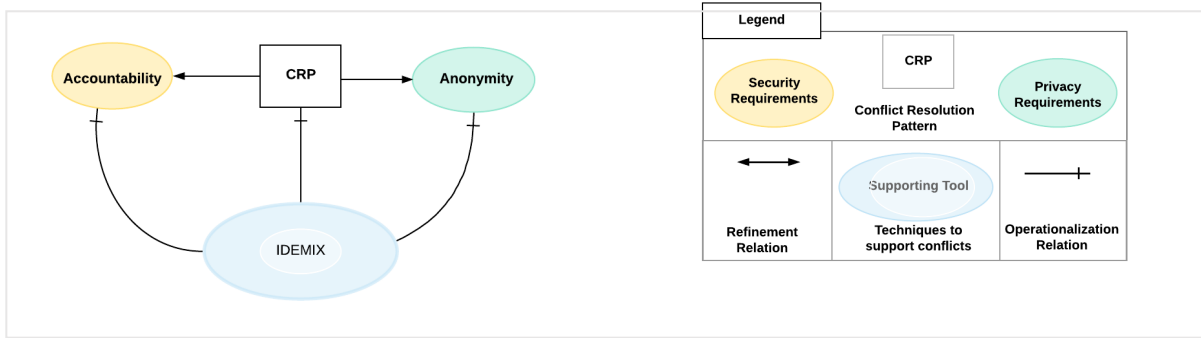 Accountability
CRP
Anonymity
IDEMIX
Legend
Security
Requirements
CRP
Conflict Resolution
Pattern
Privacy
Requirements
Refinement
Relation
Supporting Tool
Techniques to
support conflicts
Operationalization
Relation